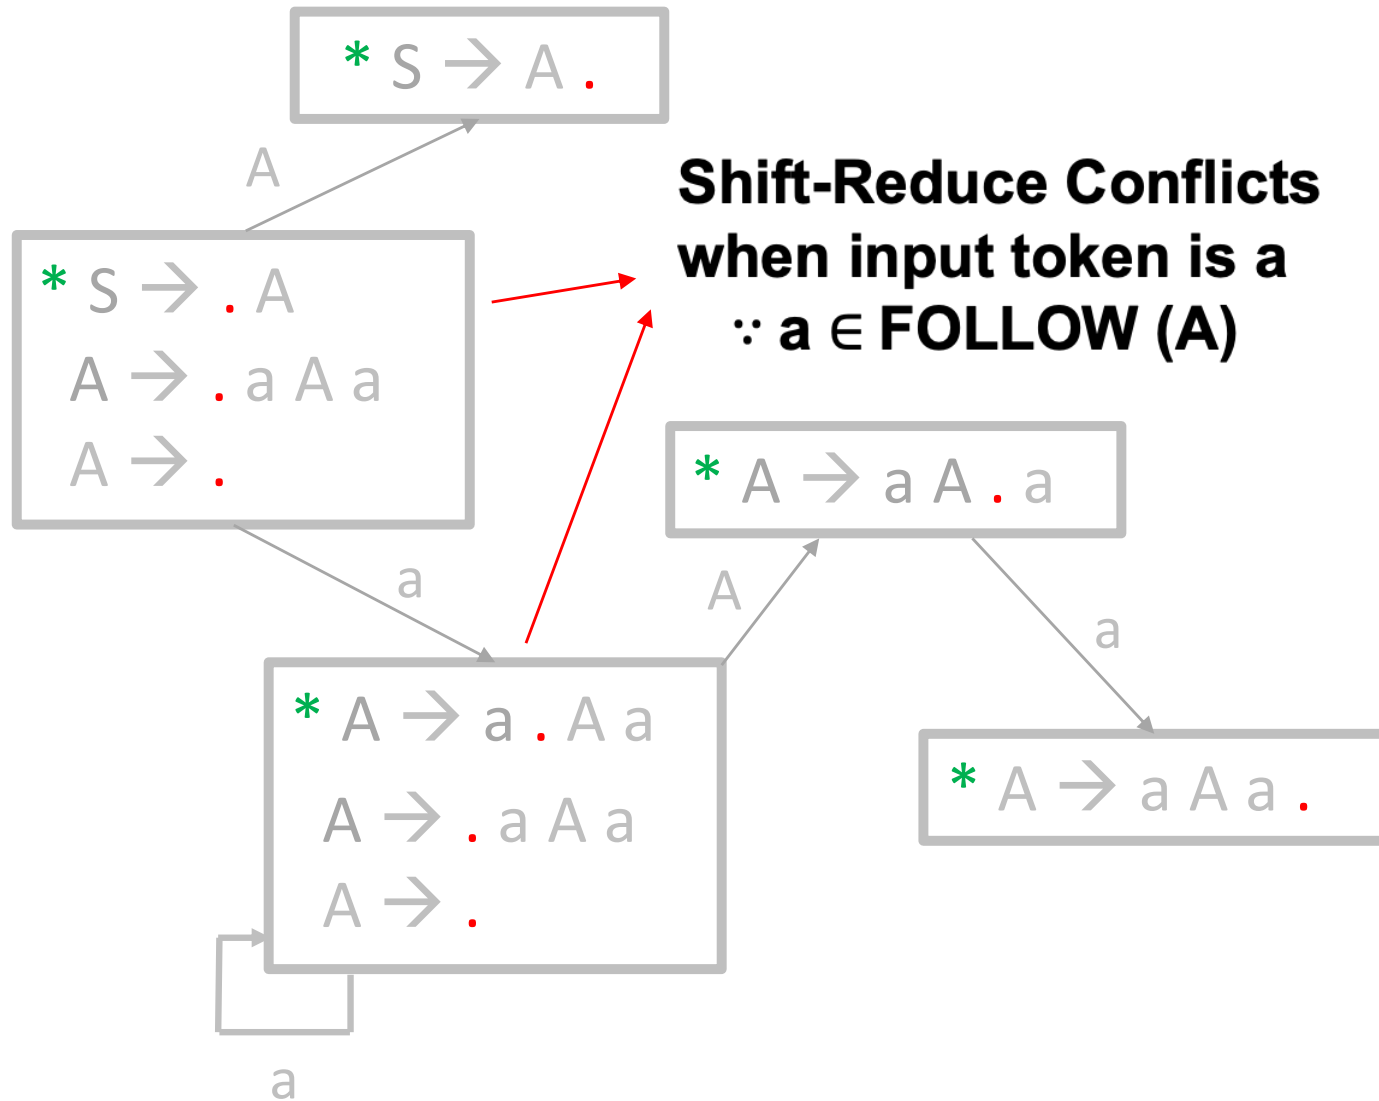 * S → A .
A
Shift-Reduce Conflicts
when input token is a
∵ a ∈ FOLLOW (A)
* S → . A
A → . a A a
A → .
a
* A → a A . a
A
a
* A → a . A a
A → . a A a
A → .
* A → a A a .
a